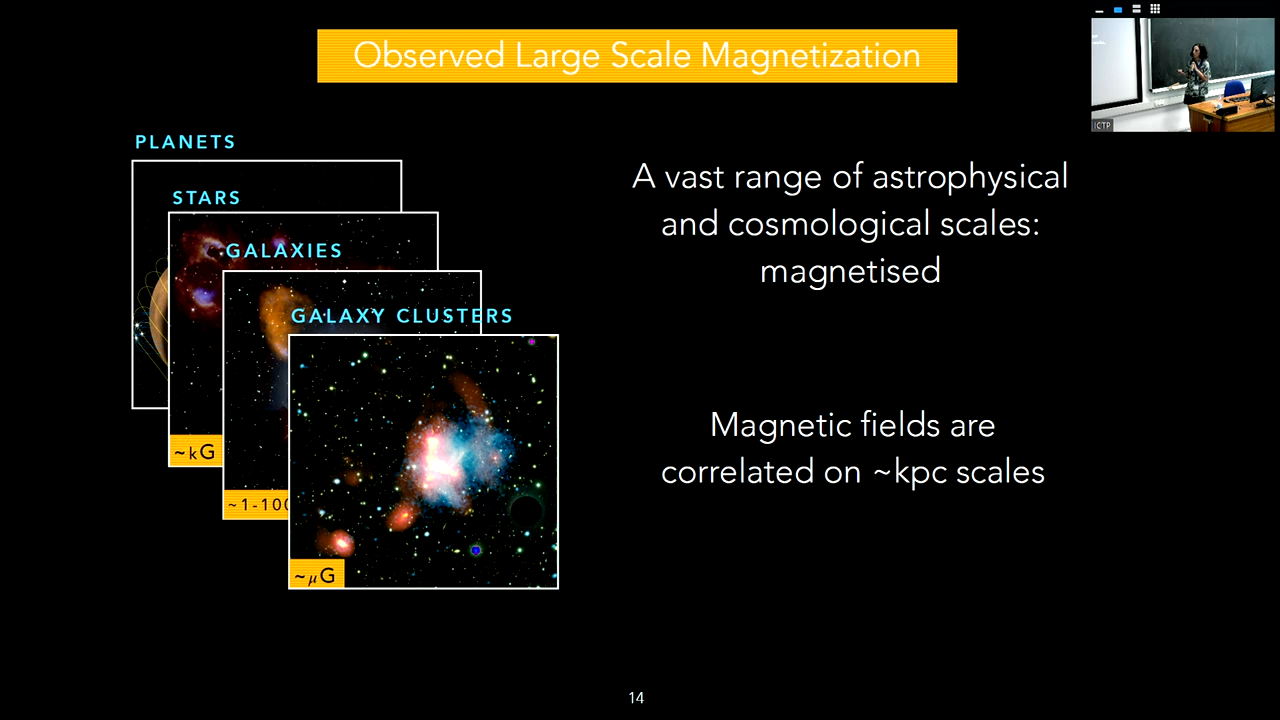 Observed Large Scale Magnetization
PLANETS
STARS
GALAXIES
GALAXY CLUSTERS
~kG
~1-100
~μG
A vast range of astrophysical
and cosmological scales:
magnetised
Magnetic fields are
correlated on ~kpc scales
ICTP
14